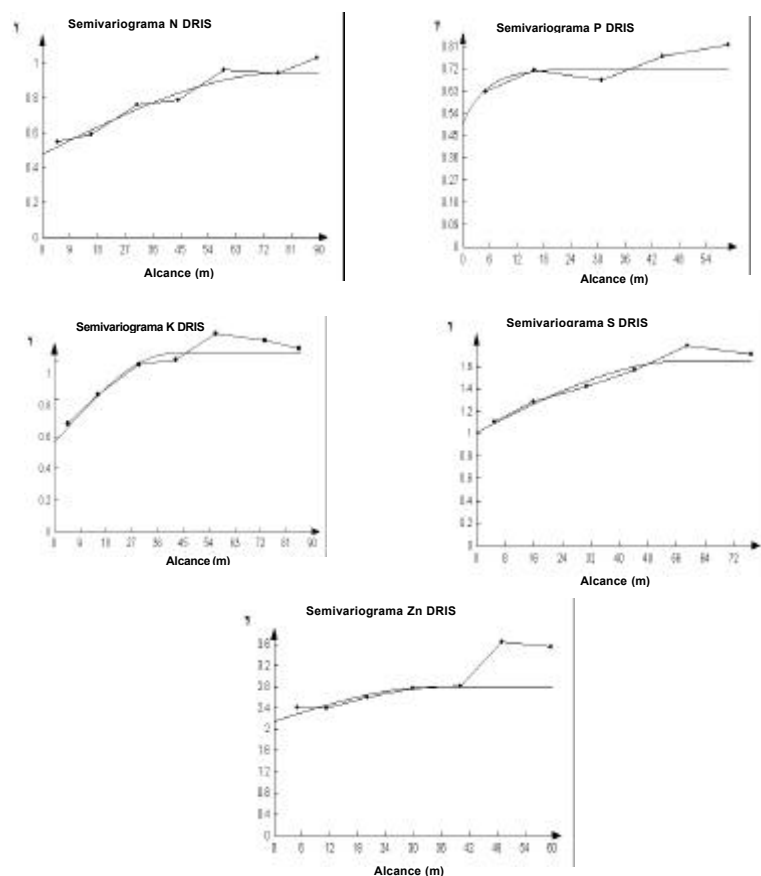 Semivariograma N DRIS
1
0.8
0.6
0.4
0.2
0
0 9 18 27 36 45 54 63 72 81 90
Alcance (m)
Semivariograma P DRIS
0.81
0.72
0.63
0.54
0.45
0.36
0.27
0.18
0.09
0
0 6 12 18 24 30 36 42 48 54
Alcance (m)
Semivariograma K DRIS
1
0.8
0.6
0.4
0.2
0
0 9 18 27 36 45 54 63 72 81 90
Alcance (m)
Semivariograma S DRIS
1.6
1.4
1.2
1
0.8
0.6
0.4
0.2
0
0 8 16 24 32 40 48 56 64 72
Alcance (m)
Semivariograma Zn DRIS
3.6
3.2
2.8
2.4
2
1.6
1.2
0.8
0.4
0
0 6 12 18 24 30 36 42 48 54 60
Alcance (m)